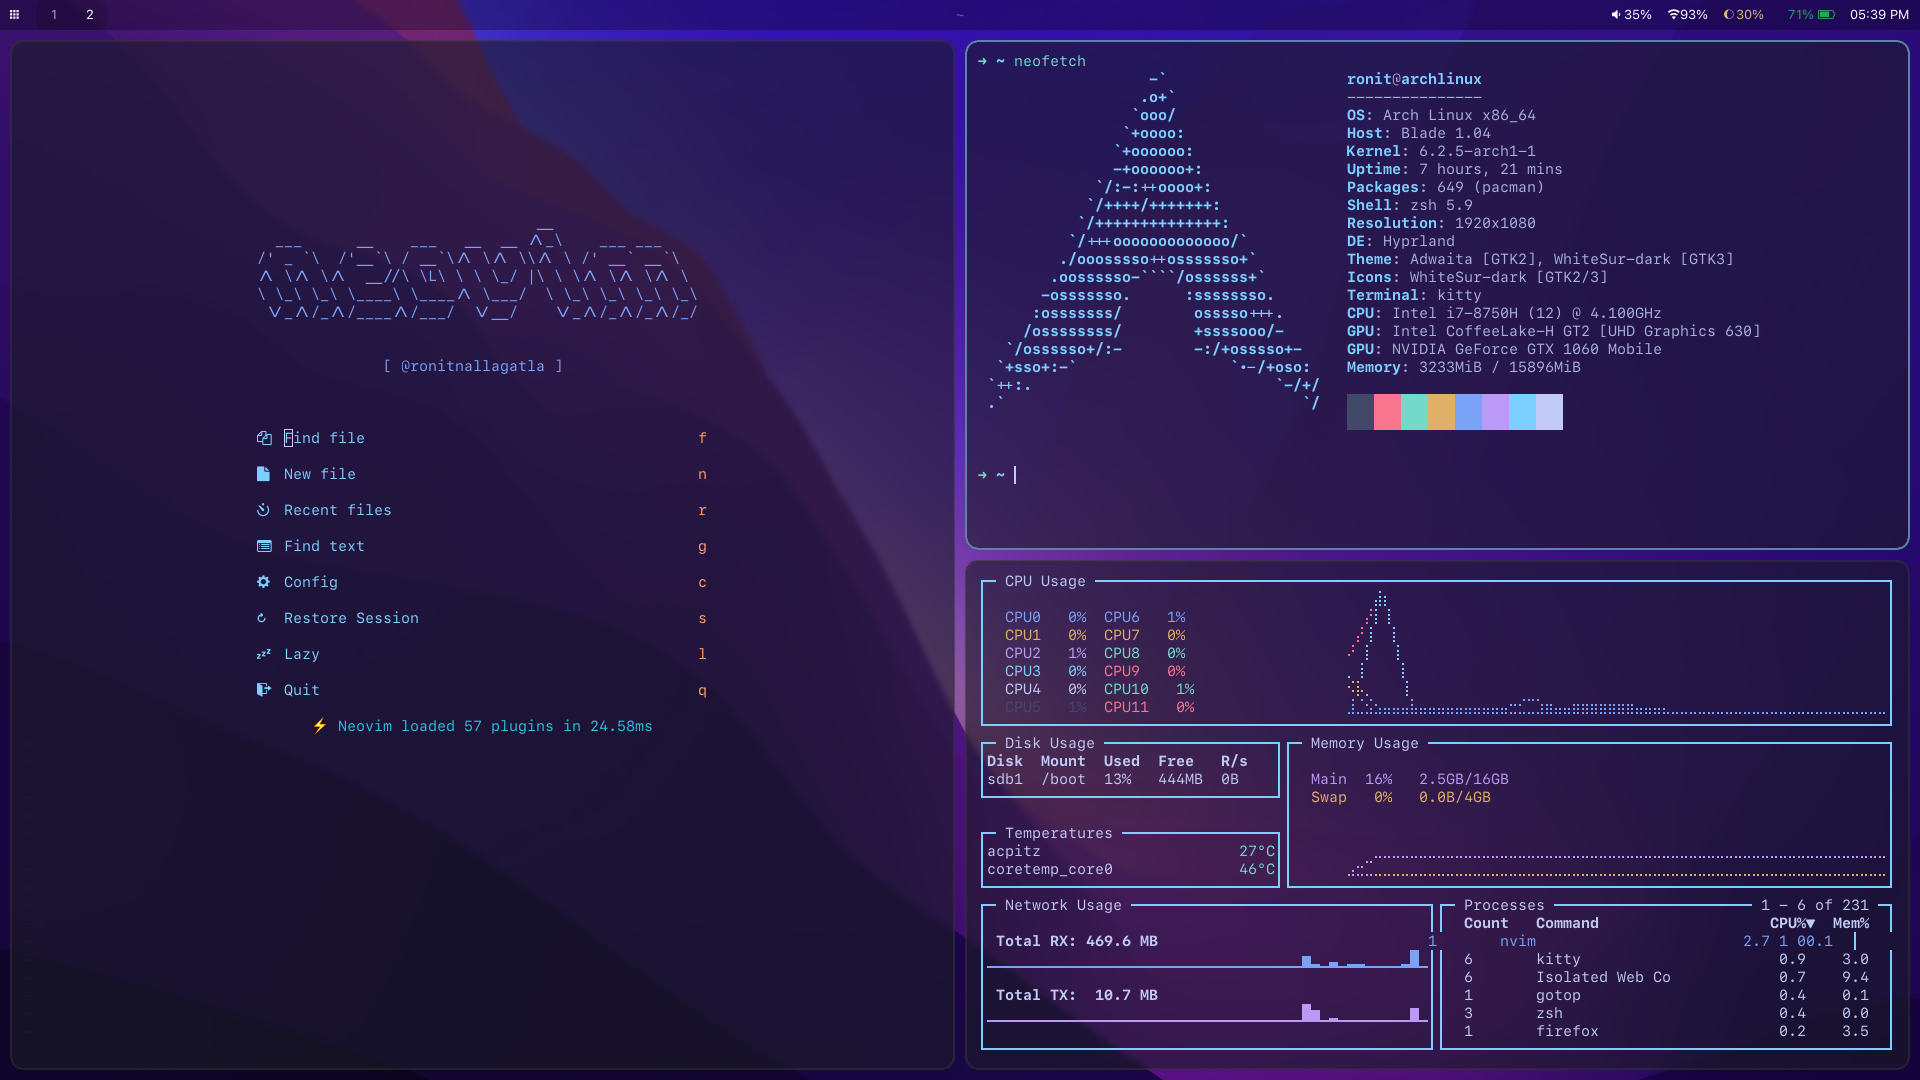 1 2 ~ 35% 93% 30% 71% 05:39 PM
[ @ronitnallagatla ]
Find file f
New file n
Recent files r
Find text g
Config c
Restore Session s
Lazy l
Quit q
⚡ Neovim loaded 57 plugins in 24.58ms
→ ~ neofetch
ronit@archlinux
---------------
OS: Arch Linux x86_64
Host: Blade 1.04
Kernel: 6.2.5-arch1-1
Uptime: 7 hours, 21 mins
Packages: 649 (pacman)
Shell: zsh 5.9
Resolution: 1920x1080
DE: Hyprland
Theme: Adwaita [GTK2], WhiteSur-dark [GTK3]
Icons: WhiteSur-dark [GTK2/3]
Terminal: kitty
CPU: Intel i7-8750H (12) @ 4.100GHz
GPU: Intel CoffeeLake-H GT2 [UHD Graphics 630]
GPU: NVIDIA GeForce GTX 1060 Mobile
Memory: 3233MiB / 15896MiB
→ ~
CPU Usage
CPU0 0% CPU6 1%
CPU1 0% CPU7 0%
CPU2 1% CPU8 0%
CPU3 0% CPU9 0%
CPU4 0% CPU10 1%
CPU5 1% CPU11 0%
Disk Usage
Disk Mount Used Free R/s
sdb1 /boot 13% 444MB 0B
Memory Usage
Main 16% 2.5GB/16GB
Swap 0% 0.0B/4GB
Temperatures
acpitz 27°C
coretemp_core0 46°C
Network Usage
Total RX: 469.6 MB
Total TX: 10.7 MB
Processes 1 - 6 of 231
Count Command CPU%▼ Mem%
1 nvim 2.7 1 00.1
6 kitty 0.9 3.0
6 Isolated Web Co 0.7 9.4
1 gotop 0.4 0.1
3 zsh 0.4 0.0
1 firefox 0.2 3.5